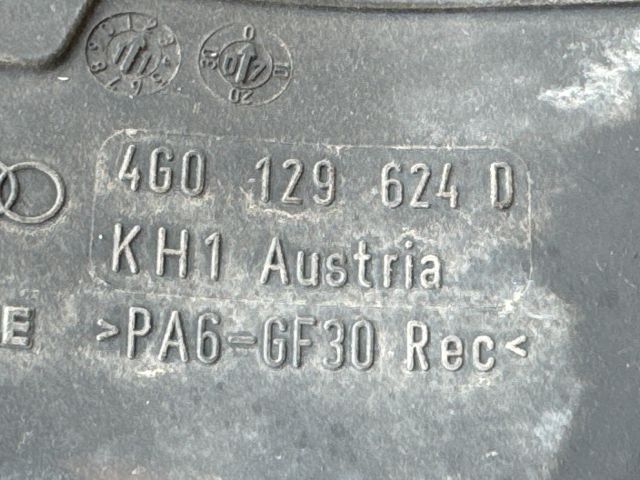 4G0 129 624 D
KH1 Austria
E >PA6-GF30 Rec<